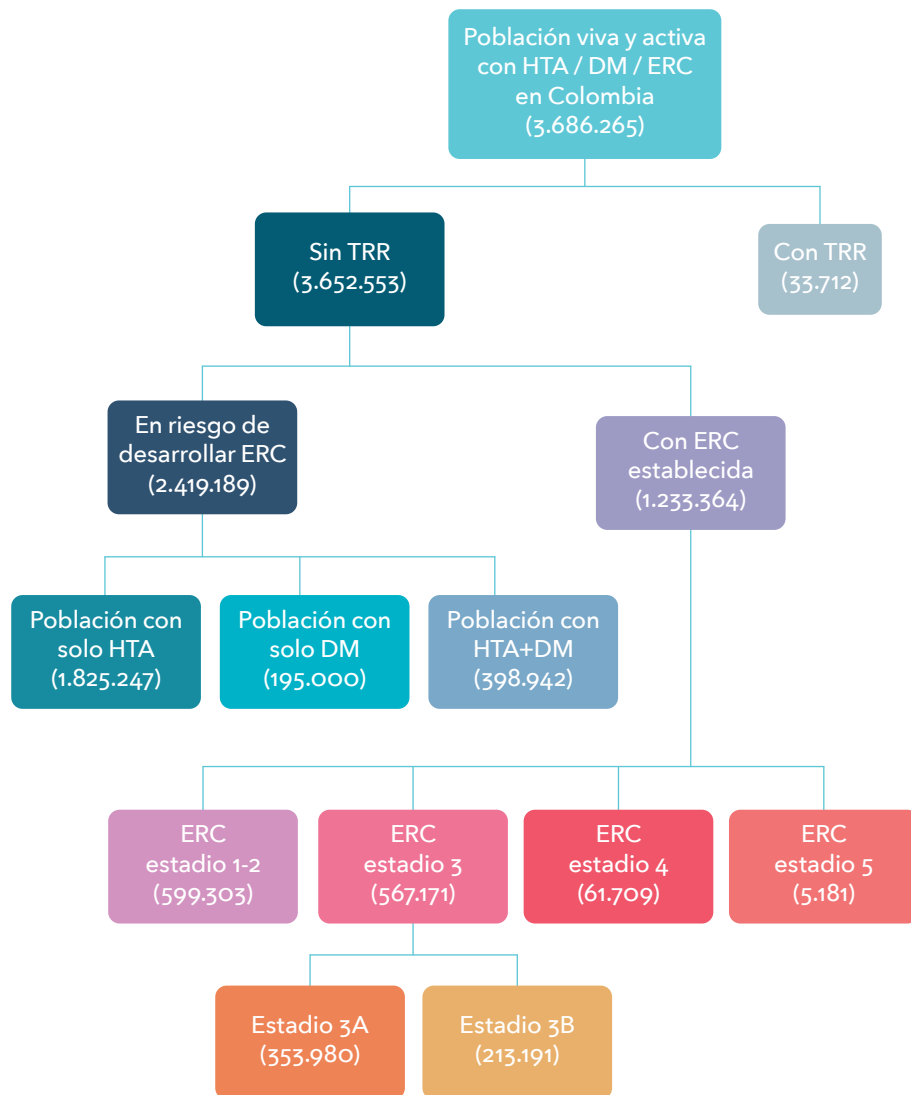 Población viva y activa
con HTA / DM / ERC
en Colombia
(3.686.265)
Sin TRR
(3.652.553)
Con TRR
(33.712)
En riesgo de
desarrollar ERC
(2.419.189)
Con ERC
establecida
(1.233.364)
Población con
solo HTA
(1.825.247)
Población con
solo DM
(195.000)
Población con
HTA+DM
(398.942)
ERC
estadio 1-2
(599.303)
ERC
estadio 3
(567.171)
ERC
estadio 4
(61.709)
ERC
estadio 5
(5.181)
Estadio 3A
(353.980)
Estadio 3B
(213.191)